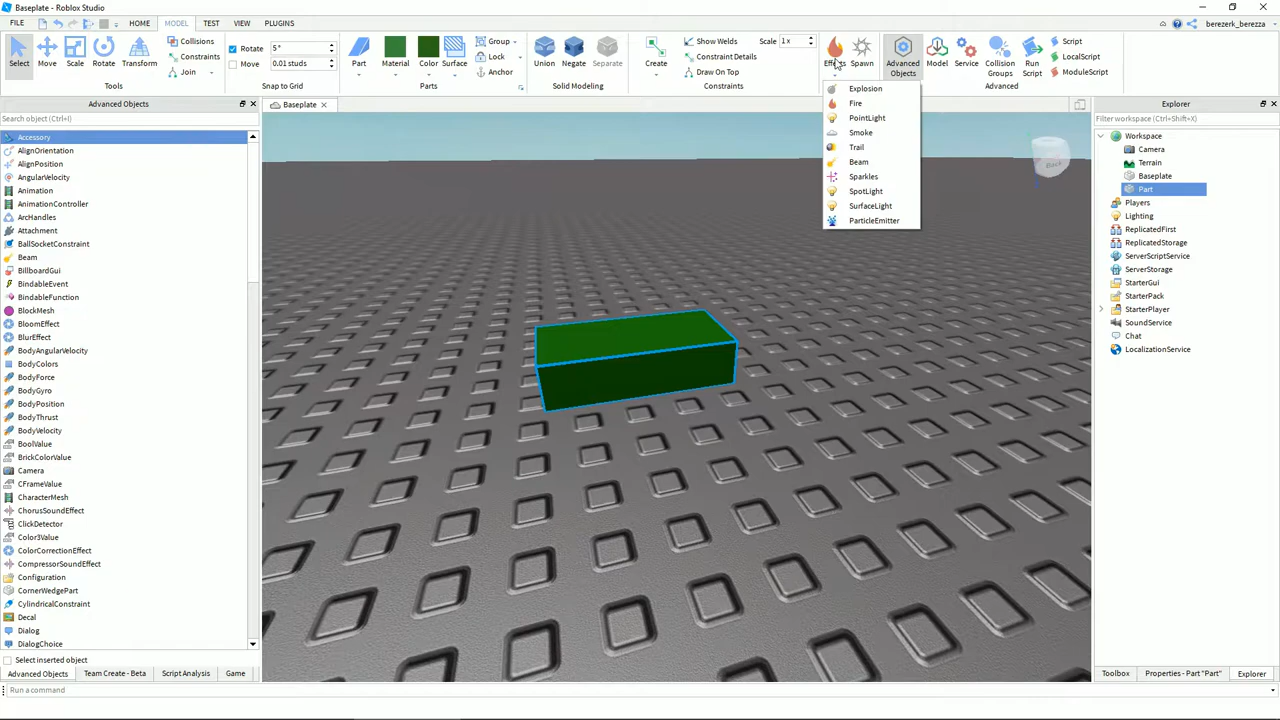 Baseplate - Roblox Studio
FILE HOME MODEL TEST VIEW PLUGINS berezerk_berezza
Select Move Scale Rotate Transform
Collisions
Constraints
Join
Tools
Rotate 5°
Move 0.01 studs
Snap to Grid
Part Material Color Surface
Group
Lock
Anchor
Parts
Union Negate Separate
Solid Modeling
Create
Show Welds Scale 1 x
Constraint Details
Draw On Top
Constraints
Effects Spawn
Advanced Objects
Model
Service
Collision Groups
Run Script
Script
LocalScript
ModuleScript
Advanced
Advanced Objects
Search object (Ctrl+I)
Accessory
AlignOrientation
AlignPosition
AngularVelocity
Animation
AnimationController
ArcHandles
Attachment
BallSocketConstraint
Beam
BillboardGui
BindableEvent
BindableFunction
BlockMesh
BloomEffect
BlurEffect
BodyAngularVelocity
BodyColors
BodyForce
BodyGyro
BodyPosition
BodyThrust
BodyVelocity
BoolValue
BrickColorValue
Camera
CFrameValue
CharacterMesh
ChorusSoundEffect
ClickDetector
Color3Value
ColorCorrectionEffect
CompressorSoundEffect
Configuration
CornerWedgePart
CylindricalConstraint
Decal
Dialog
DialogChoice
Select inserted object
Advanced Objects Team Create - Beta Script Analysis Game
Run a command
Baseplate
Explosion
Fire
PointLight
Smoke
Trail
Beam
Sparkles
SpotLight
SurfaceLight
ParticleEmitter
Back
Explorer
Filter workspace (Ctrl+Shift+X)
Workspace
Camera
Terrain
Baseplate
Part
Players
Lighting
ReplicatedFirst
ReplicatedStorage
ServerScriptService
ServerStorage
StarterGui
StarterPack
StarterPlayer
SoundService
Chat
LocalizationService
Toolbox Properties - Part "Part" Explorer